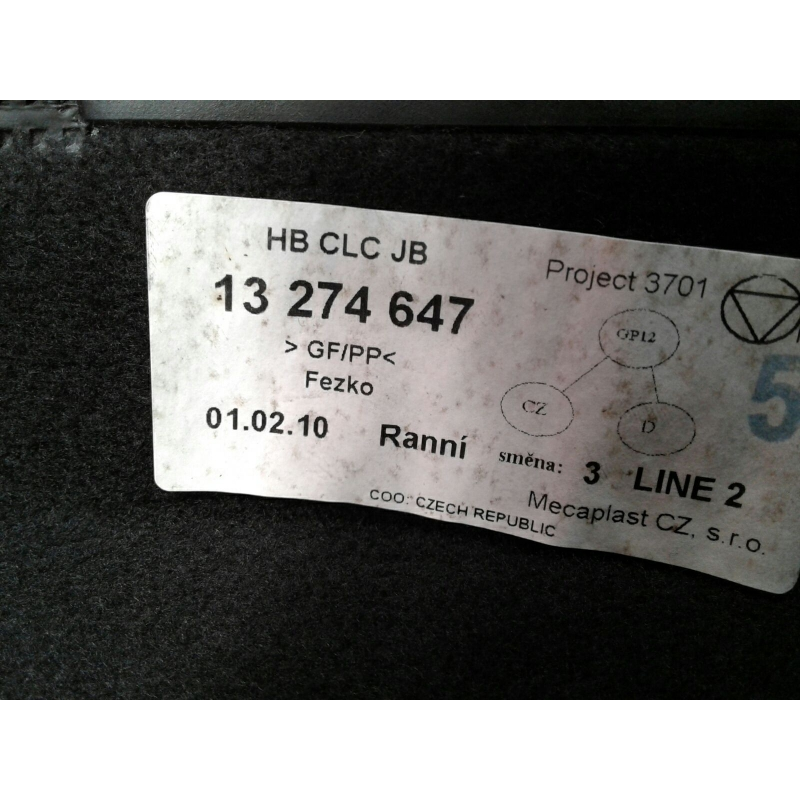 HB CLC JB
Project 3701
13 274 647
GP12
> GF/PP<
Fezko
CZ
D
5
01.02.10 Ranní směna: 3 LINE 2
COO: CZECH REPUBLIC
Mecaplast CZ, s.r.o.